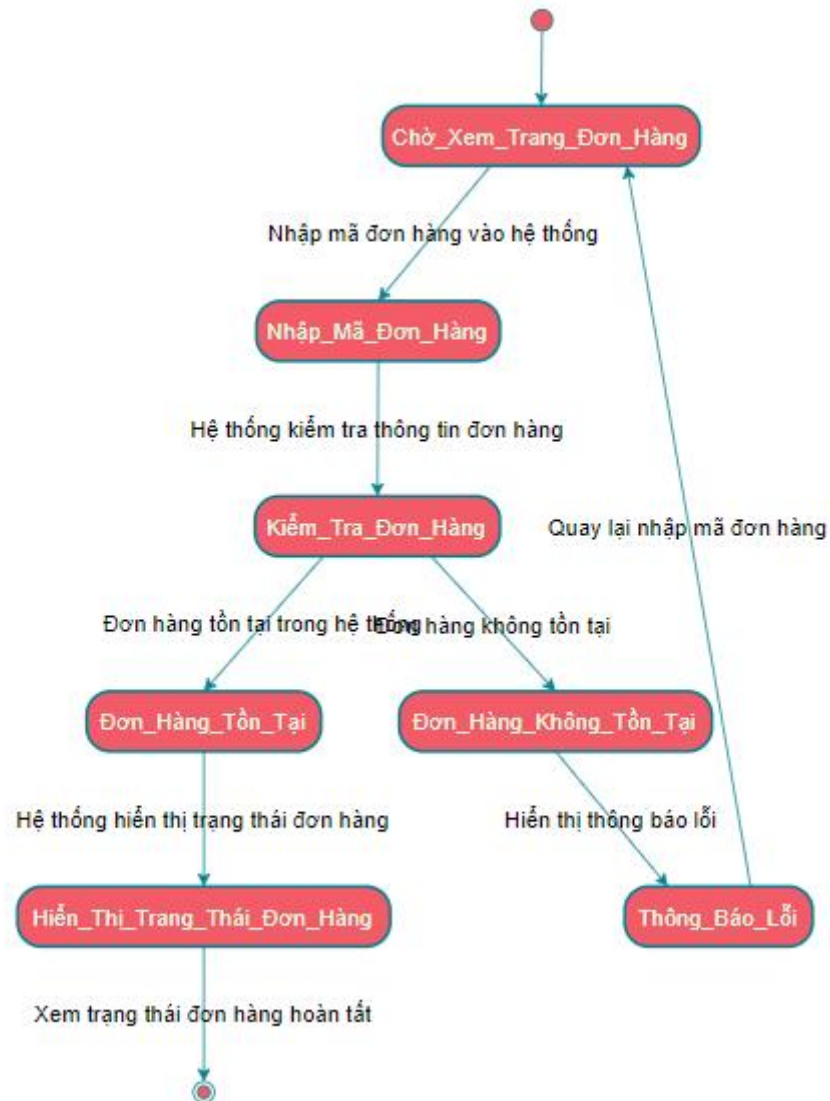 Chờ_Xem_Trang_Đơn_Hàng
Nhập mã đơn hàng vào hệ thống
Nhập_Mã_Đơn_Hàng
Hệ thống kiểm tra thông tin đơn hàng
Kiểm_Tra_Đơn_Hàng
Quay lại nhập mã đơn hàng
Đơn hàng tồn tại trong hệ thống
Đơn hàng không tồn tại
Đơn_Hàng_Tồn_Tại
Đơn_Hàng_Không_Tồn_Tại
Hệ thống hiển thị trạng thái đơn hàng
Hiển thị thông báo lỗi
Hiển_Thị_Trang_Thái_Đơn_Hàng
Thông_Báo_Lỗi
Xem trạng thái đơn hàng hoàn tất